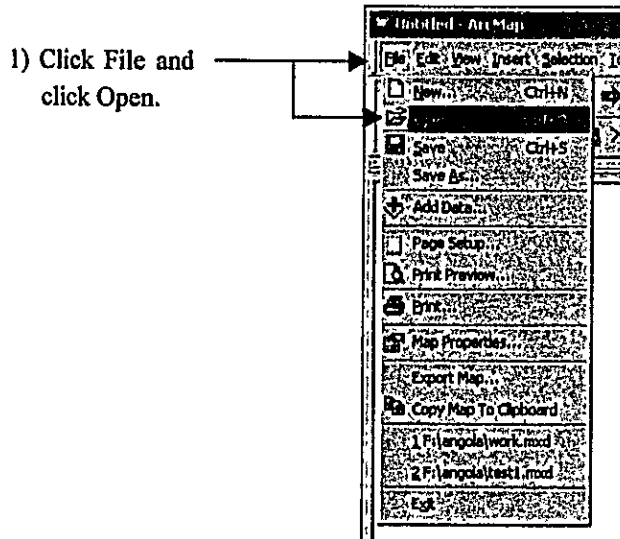 1) Click File and
click Open.
Untitled - ArcMap
File Edit View Insert Selection
New... Ctrl+N
Save Ctrl+S
Save As...
Add Data...
Page Setup...
Print Preview...
Print...
Map Properties...
Export Map...
Copy Map To Clipboard
1 F:\angola\work.mxd
2 F:\angola\test1.mxd
Exit